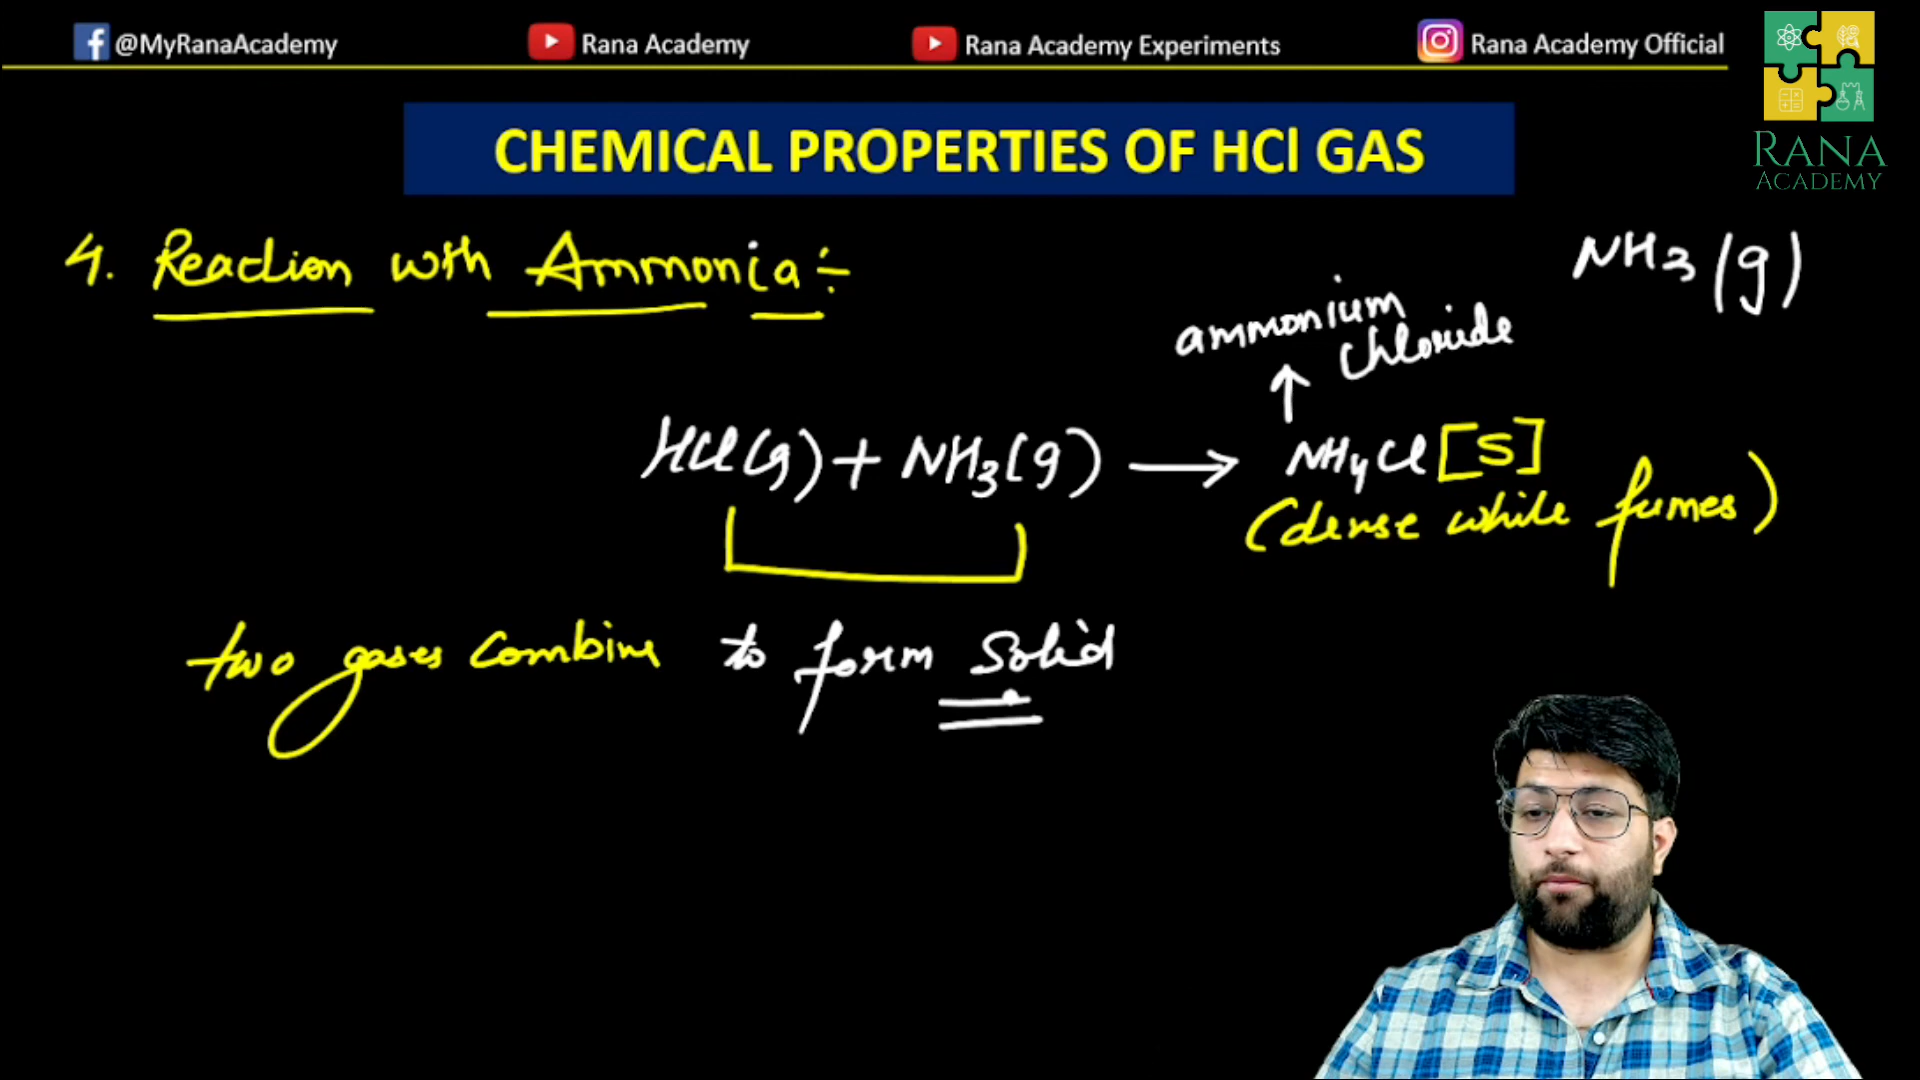 @MyRanaAcademy
Rana Academy
Rana Academy Experiments
Rana Academy Official
RANA
ACADEMY
CHEMICAL PROPERTIES OF HCl GAS
4. Reaction with Ammonia:-
NH3(g)
ammonium
chloride
↑
HCl(g) + NH3(g) → NH4Cl [S]
(dense white fumes)
two gases combine to form solid